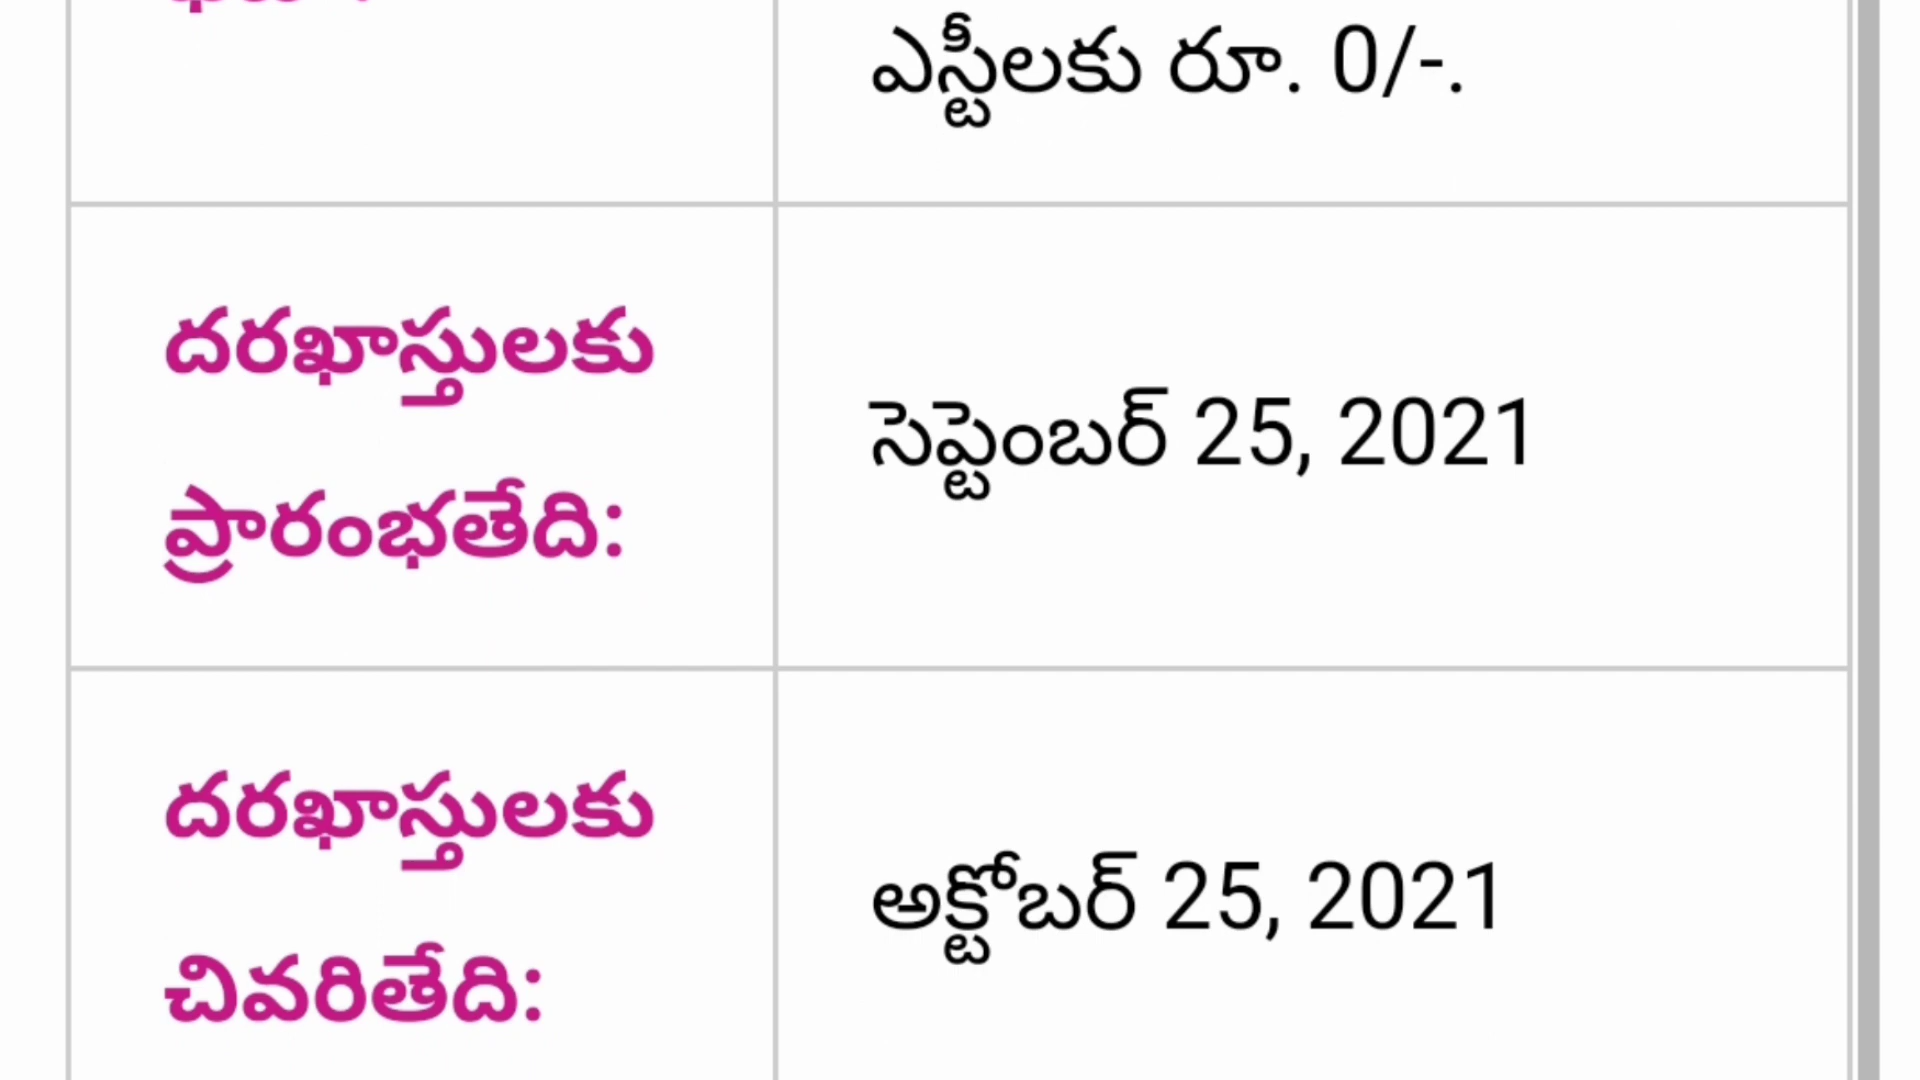 ఎస్టీలకు రూ. 0/-.
దరఖాస్తులకు
ప్రారంభతేది:
సెప్టెంబర్ 25, 2021
దరఖాస్తులకు
చివరితేది:
అక్టోబర్ 25, 2021